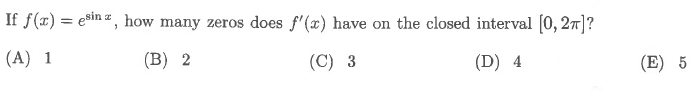 If f(x) = e^{sin x}, how many zeros does f′(x) have on the closed interval [0, 2π]?
(A) 1 (B) 2 (C) 3 (D) 4 (E) 5